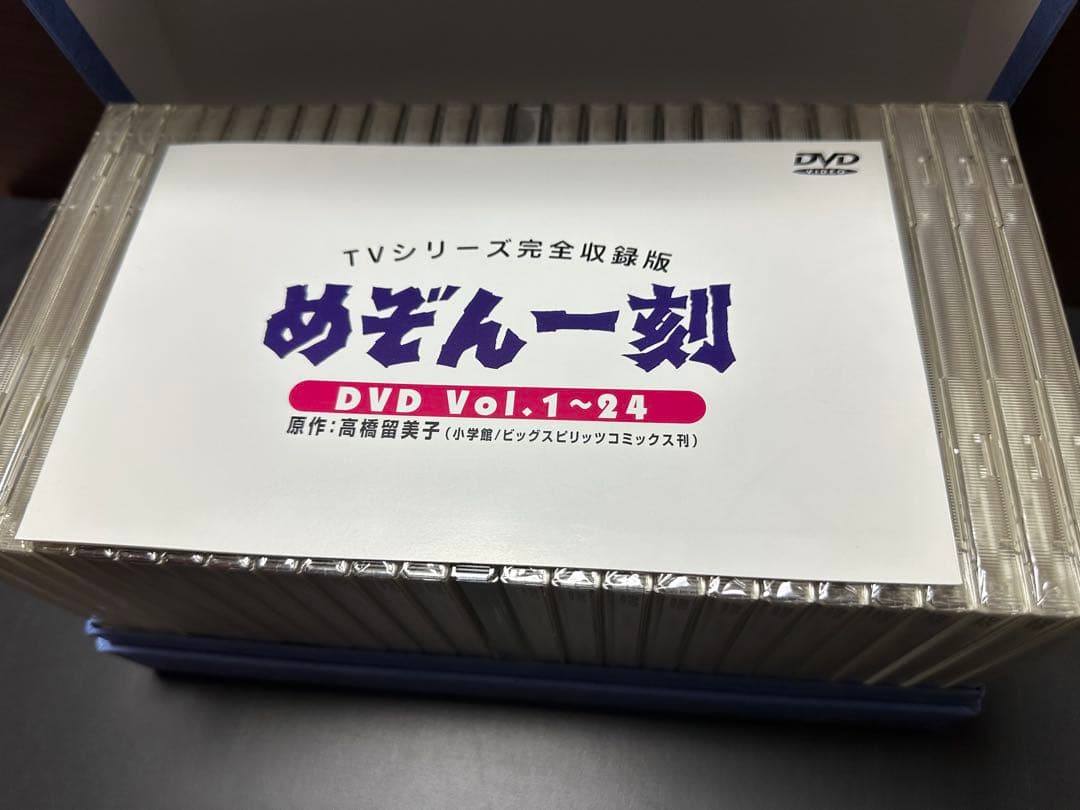 DVD
VIDEO
TVシリーズ完全収録版
めぞん一刻
DVD Vol.1~24
原作:高橋留美子(小学館/ビッグスピリッツコミックス刊)